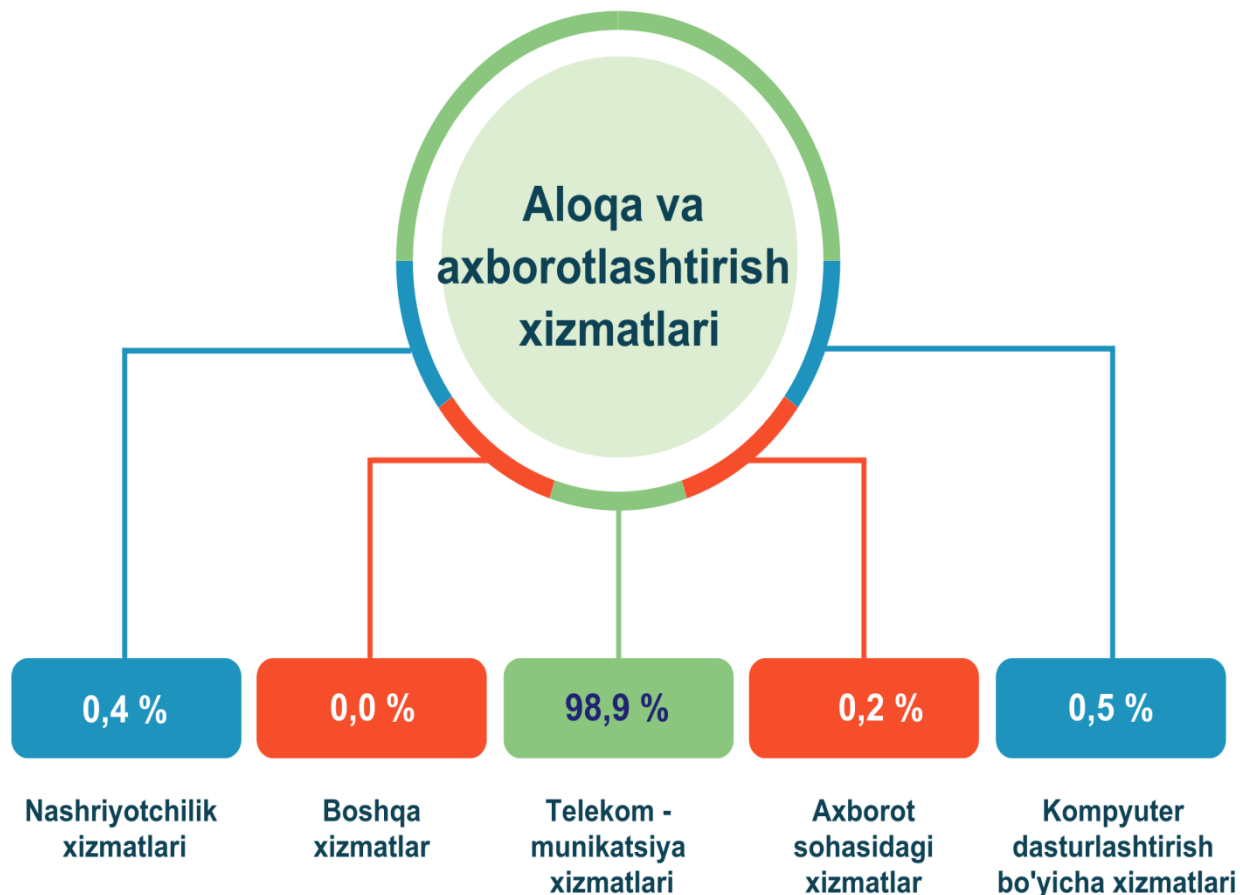 Aloqa va
axborotlashtirish
xizmatlari
0,4 %
0,0 %
98,9 %
0,2 %
0,5 %
Nashriyotchilik
xizmatlari
Boshqa
xizmatlar
Telekom -
munikatsiya
xizmatlari
Axborot
sohasidagi
xizmatlar
Kompyuter
dasturlashtirish
bo'yicha xizmatlari